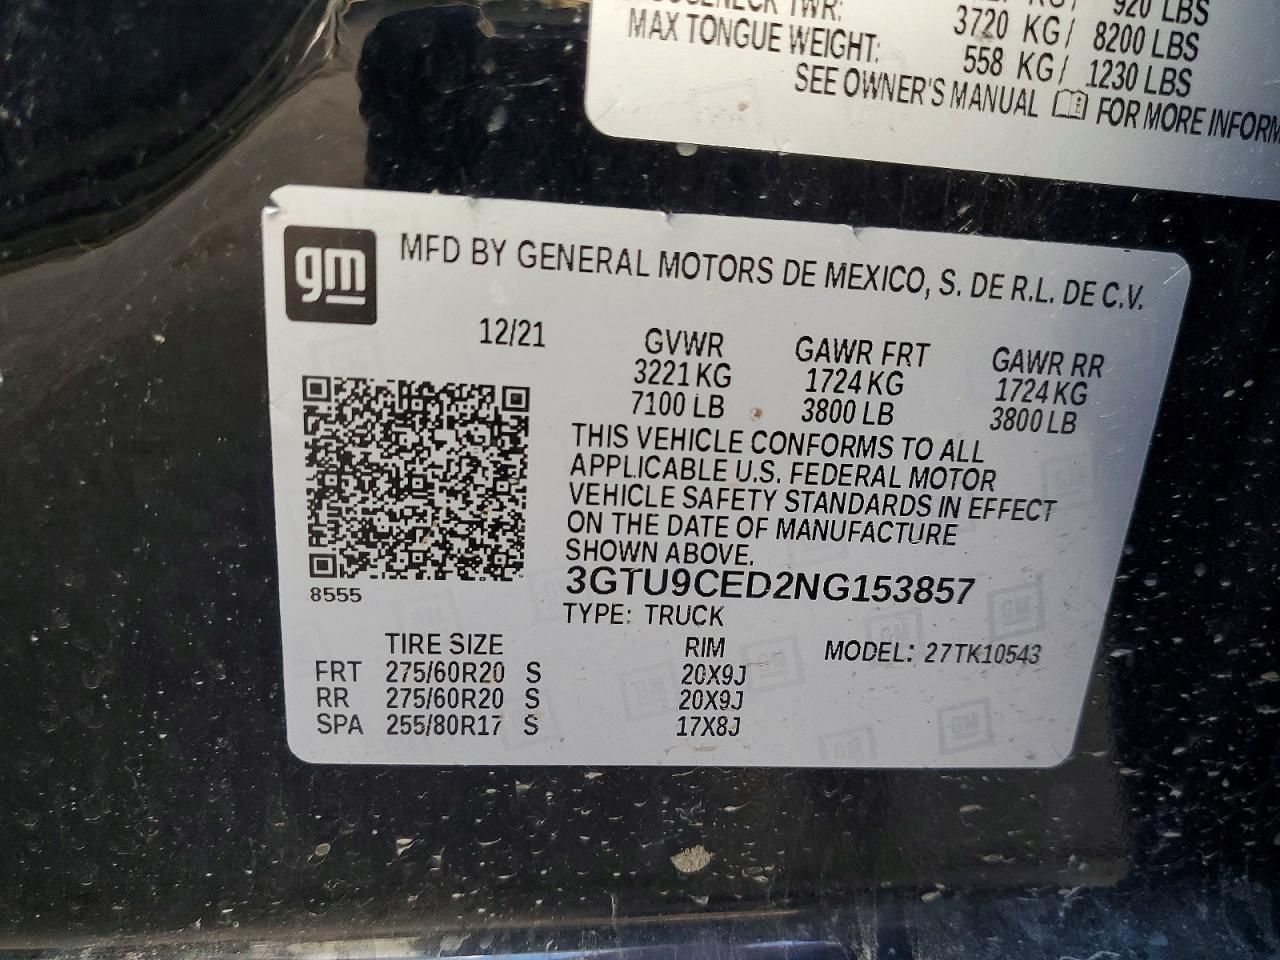 TWR:
920 LBS
3720 KG/ 8200 LBS
MAX TONGUE WEIGHT: 558 KG/ 1230 LBS
SEE OWNER'S MANUAL FOR MORE
gm
MFD BY GENERAL MOTORS DE MEXICO, S. DE R.L. DE C.V.
12/21 GVWR GAWR FRT GAWR RR
3221 KG 1724 KG 1724 KG
7100 LB 3800 LB 3800 LB
THIS VEHICLE CONFORMS TO ALL
APPLICABLE U.S. FEDERAL MOTOR
VEHICLE SAFETY STANDARDS IN EFFECT
ON THE DATE OF MANUFACTURE
SHOWN ABOVE.
3GTU9CED2NG153857
8555
TYPE: TRUCK
TIRE SIZE RIM MODEL: 27TK10543
FRT 275/60R20 S 20X9J
RR 275/60R20 S 20X9J
SPA 255/80R17 S 17X8J